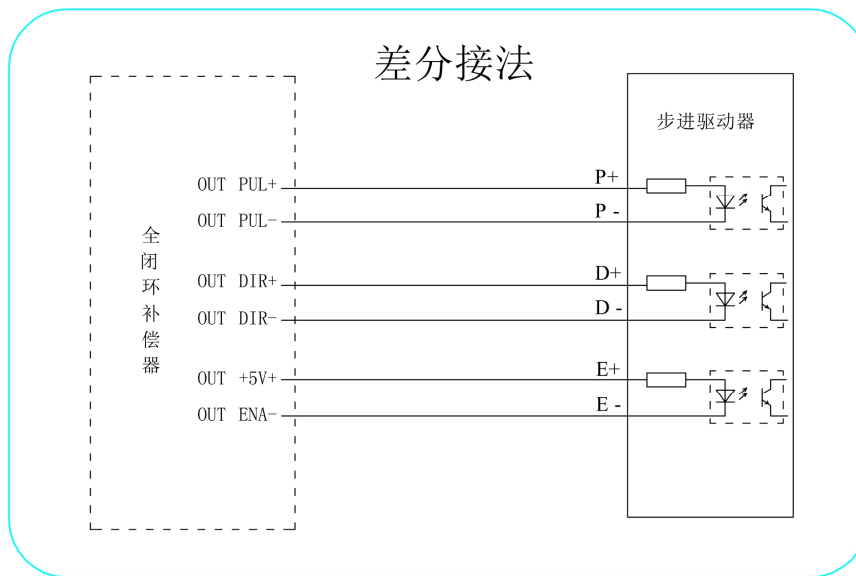 差分接法
步进驱动器
全闭环补偿器
OUT PUL+
P+
OUT PUL-
P -
OUT DIR+
D+
OUT DIR-
D -
OUT +5V+
E+
OUT ENA-
E -